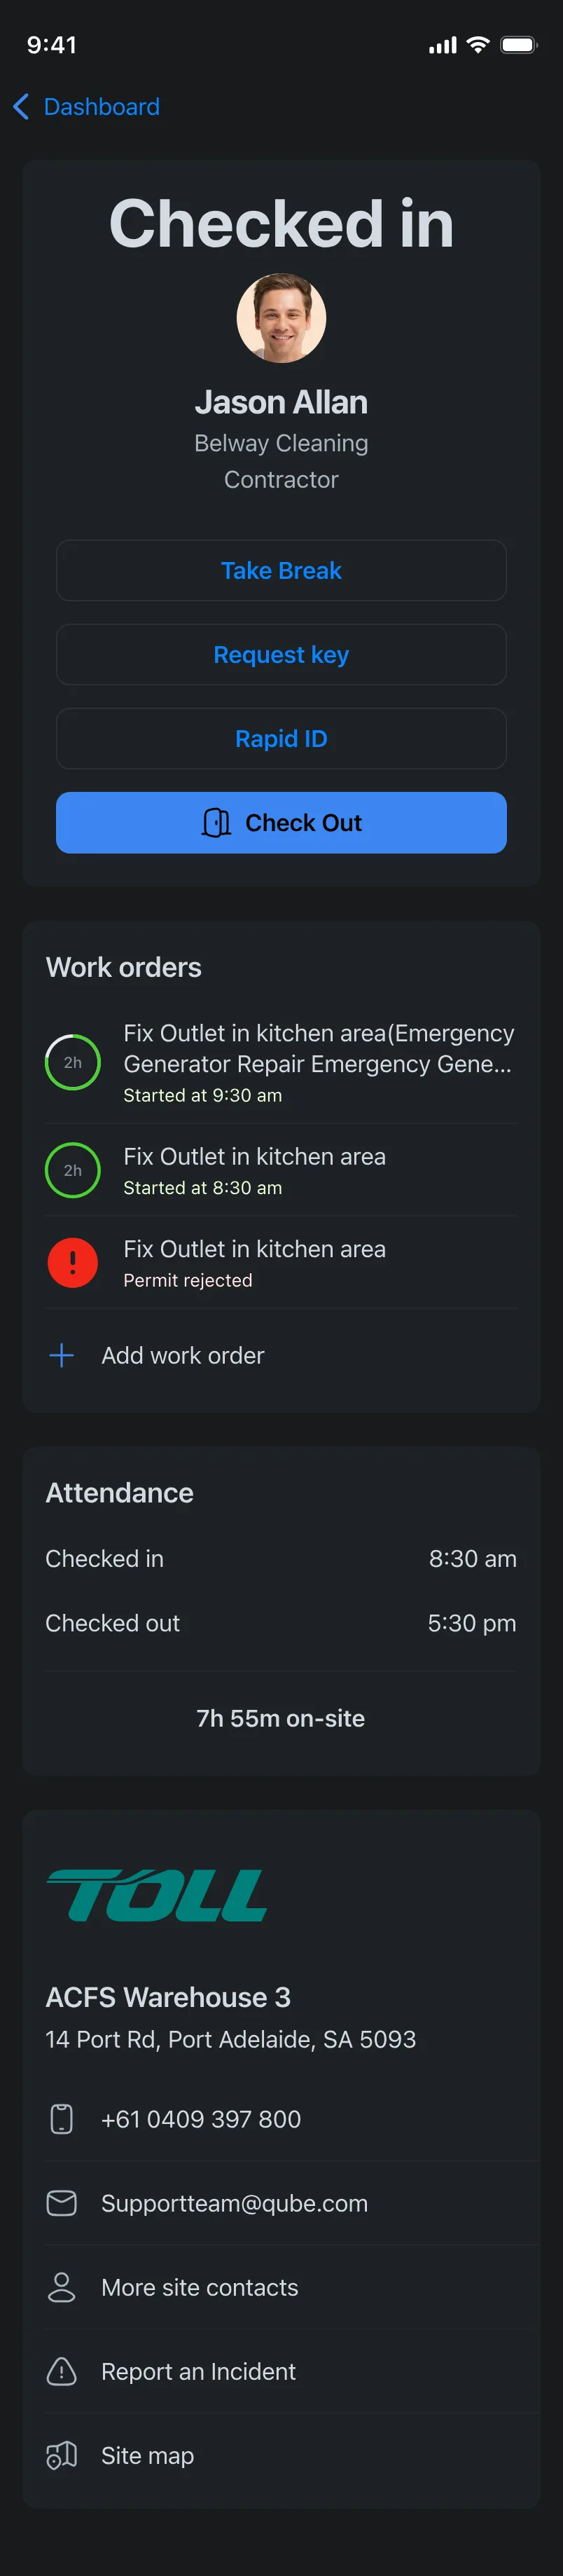 9:41
Dashboard
Checked in
Jason Allan
Belway Cleaning
Contractor
Take Break
Request key
Rapid ID
Check Out
Work orders
2h
Fix Outlet in kitchen area(Emergency
Generator Repair Emergency Gene...
Started at 9:30 am
2h
Fix Outlet in kitchen area
Started at 8:30 am
Fix Outlet in kitchen area
Permit rejected
Add work order
Attendance
Checked in 8:30 am
Checked out 5:30 pm
7h 55m on-site
TOLL
ACFS Warehouse 3
14 Port Rd, Port Adelaide, SA 5093
+61 0409 397 800
Supportteam@qube.com
More site contacts
Report an Incident
Site map